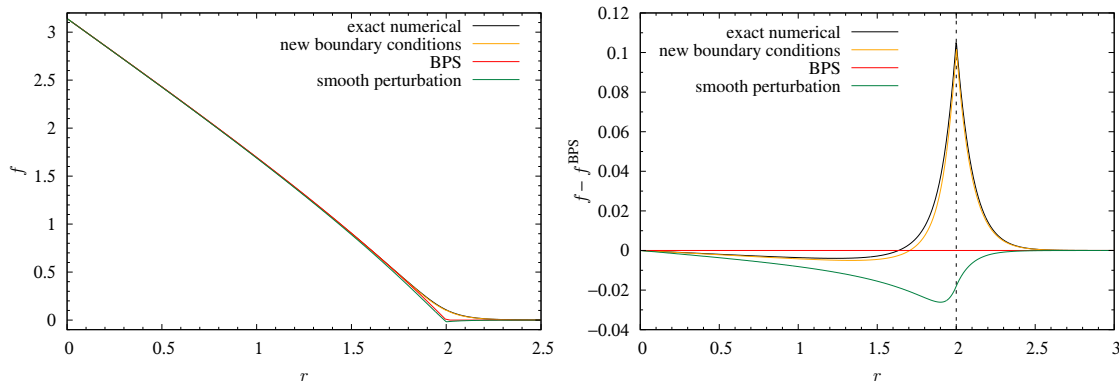 exact numerical
new boundary conditions
BPS
smooth perturbation
3
2.5
2
1.5
1
0.5
0
f
0 0.5 1 1.5 2 2.5
r
0.12
0.1
0.08
0.06
0.04
0.02
0
−0.02
−0.04
f − f^BPS
exact numerical
new boundary conditions
BPS
smooth perturbation
0 0.5 1 1.5 2 2.5 3
r